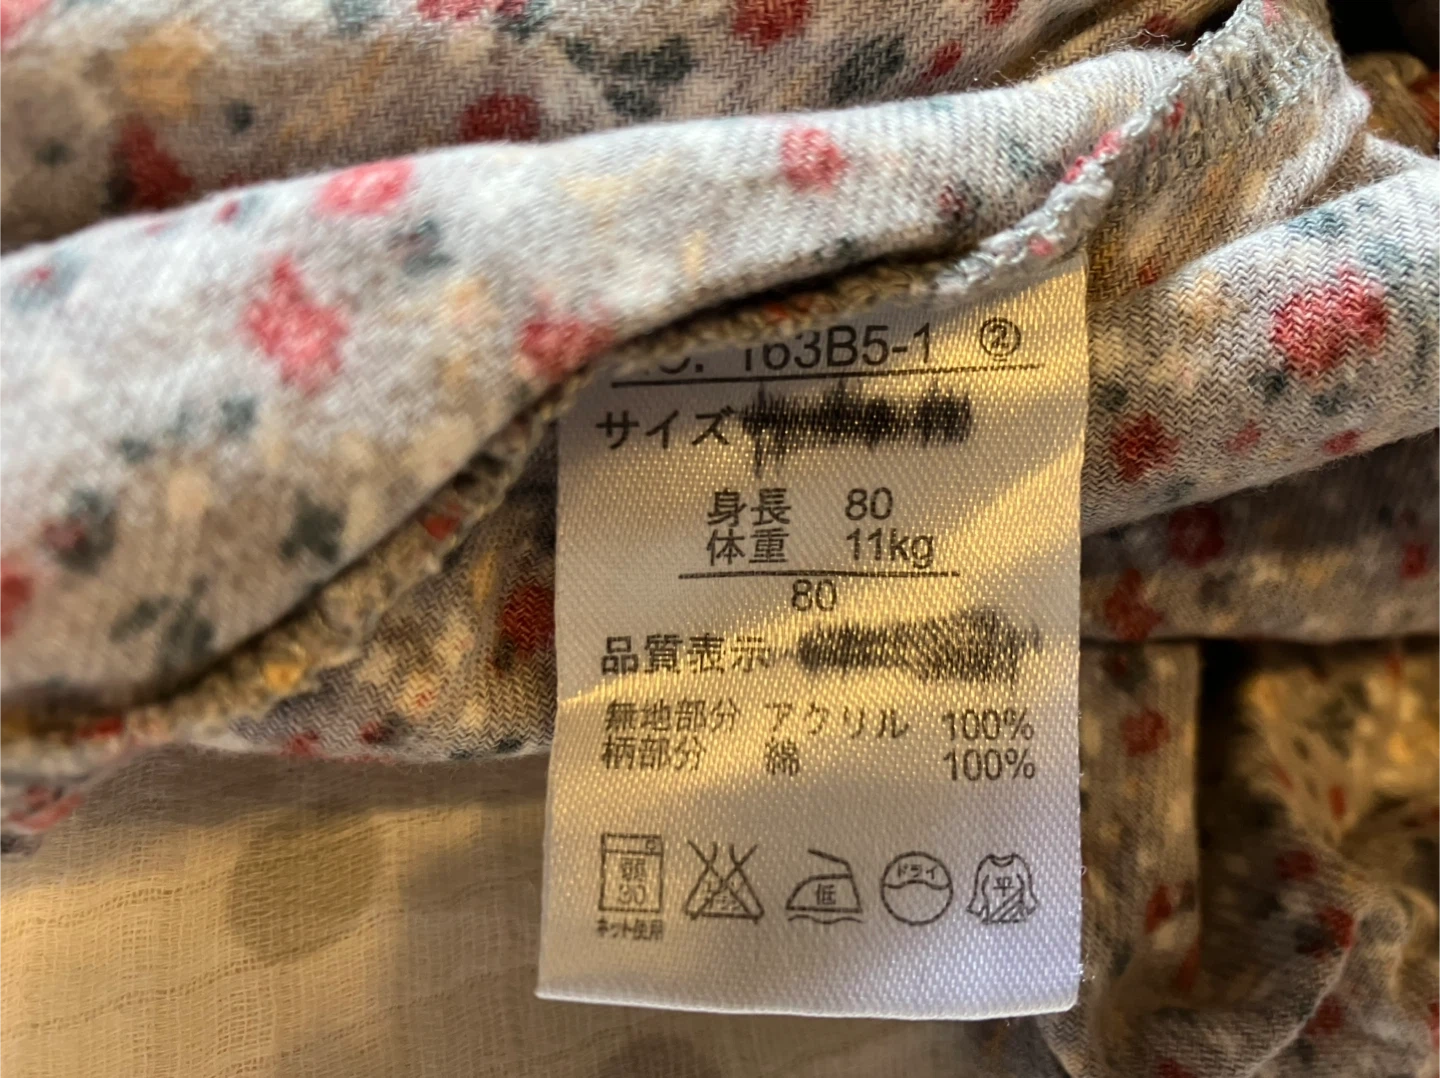 163B5-1 ②
サイズ
身長 80
体重 11kg
80
品質表示
無地部分 アクリル 100%
柄部分 綿 100%
30
ネット使用
低
ドライ
平